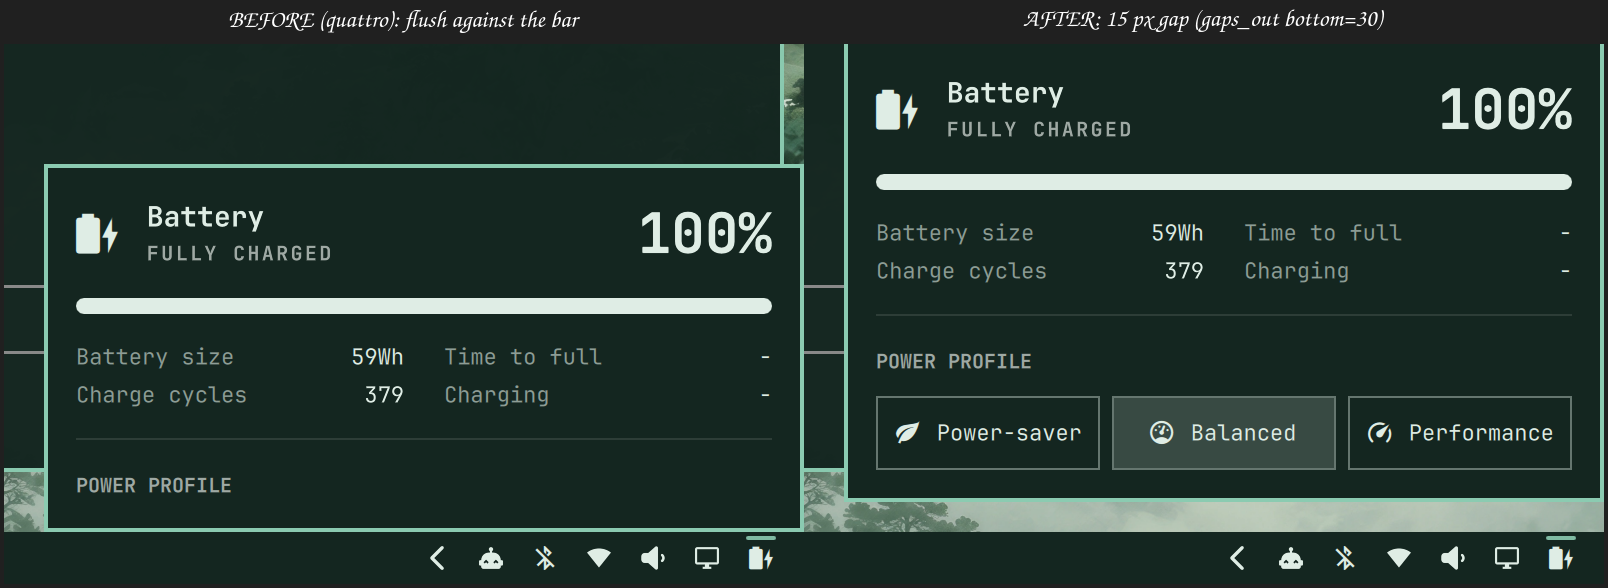 BEFORE (quattro): flush against the bar
Battery
FULLY CHARGED
100%
Battery size 59Wh Time to full -
Charge cycles 379 Charging -
POWER PROFILE
AFTER: 15 px gap (gaps_out bottom=30)
Battery
FULLY CHARGED
100%
Battery size 59Wh Time to full -
Charge cycles 379 Charging -
POWER PROFILE
Power-saver Balanced Performance